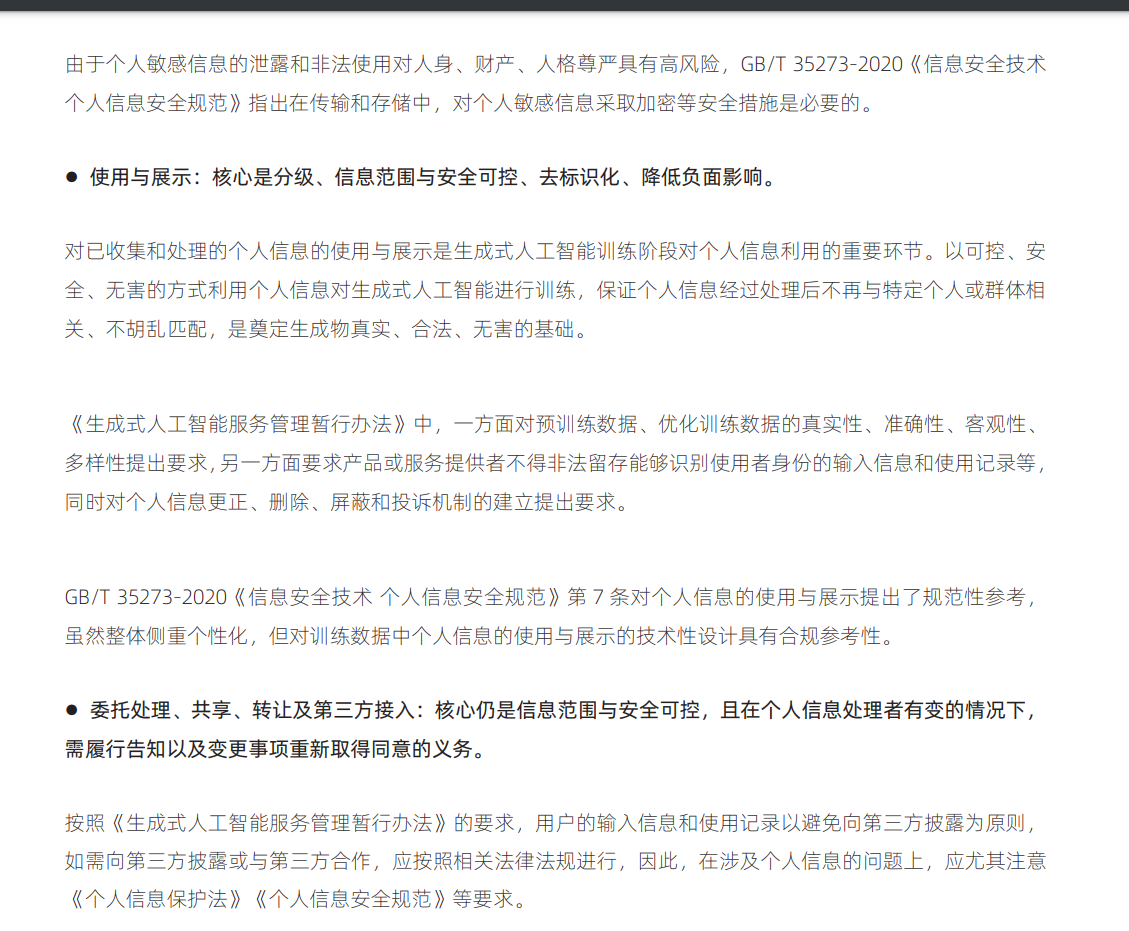 由于个人敏感信息的泄露和非法使用对人身、财产、人格尊严具有高风险，GB/T 35273-2020《信息安全技术
个人信息安全规范》指出在传输和存储中，对个人敏感信息采取加密等安全措施是必要的。
● 使用与展示：核心是分级、信息范围与安全可控、去标识化、降低负面影响。
对已收集和处理的个人信息的使用与展示是生成式人工智能训练阶段对个人信息利用的重要环节。以可控、安
全、无害的方式利用个人信息对生成式人工智能进行训练，保证个人信息经过处理后不再与特定个人或群体相
关、不胡乱匹配，是奠定生成物真实、合法、无害的基础。
《生成式人工智能服务管理暂行办法》中，一方面对预训练数据、优化训练数据的真实性、准确性、客观性、
多样性提出要求，另一方面要求产品或服务提供者不得非法留存能够识别使用者身份的输入信息和使用记录等，
同时对个人信息更正、删除、屏蔽和投诉机制的建立提出要求。
GB/T 35273-2020《信息安全技术 个人信息安全规范》第 7 条对个人信息的使用与展示提出了规范性参考，
虽然整体侧重个性化，但对训练数据中个人信息的使用与展示的技术性设计具有合规参考性。
● 委托处理、共享、转让及第三方接入：核心仍是信息范围与安全可控，且在个人信息处理者有变的情况下，
需履行告知以及变更事项重新取得同意的义务。
按照《生成式人工智能服务管理暂行办法》的要求，用户的输入信息和使用记录以避免向第三方披露为原则，
如需向第三方披露或与第三方合作，应按照相关法律法规进行，因此，在涉及个人信息的问题上，应尤其注意
《个人信息保护法》《个人信息安全规范》等要求。